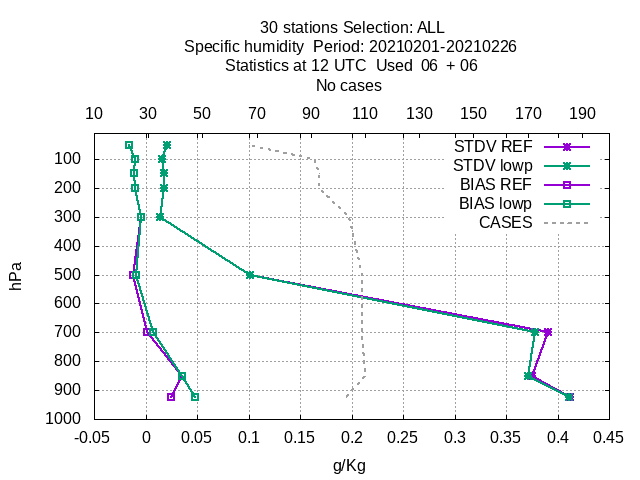 30 stations Selection: ALL
Specific humidity  Period: 20210201-20210226
Statistics at 12 UTC  Used  06  + 06
No cases
10 30 50 70 90 110 130 150 170 190
STDV REF
STDV lowp
BIAS REF
BIAS lowp
CASES
100
200
300
400
500
600
700
800
900
1000
hPa
-0.05 0 0.05 0.1 0.15 0.2 0.25 0.3 0.35 0.4 0.45
g/Kg